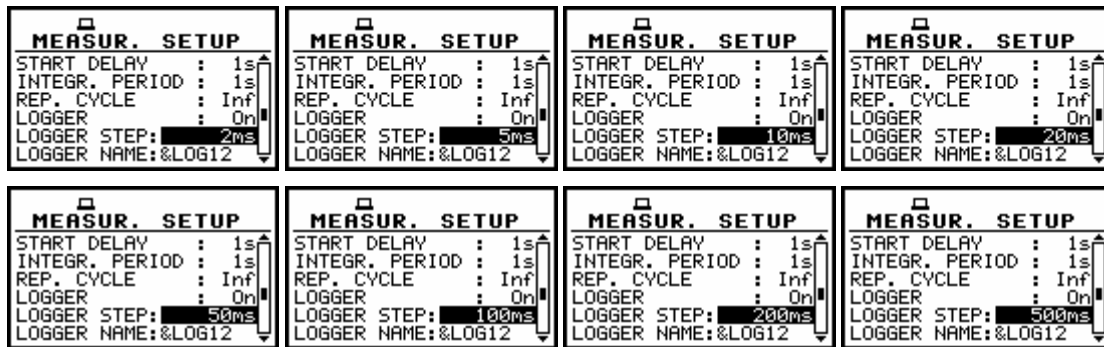 MEASUR. SETUP
START DELAY : 1s
INTEGR. PERIOD : 1s
REP. CYCLE : Inf
LOGGER : On
LOGGER STEP: 2ms
LOGGER NAME:&LOG12
MEASUR. SETUP
START DELAY : 1s
INTEGR. PERIOD : 1s
REP. CYCLE : Inf
LOGGER : On
LOGGER STEP: 5ms
LOGGER NAME:&LOG12
MEASUR. SETUP
START DELAY : 1s
INTEGR. PERIOD : 1s
REP. CYCLE : Inf
LOGGER : On
LOGGER STEP: 10ms
LOGGER NAME:&LOG12
MEASUR. SETUP
START DELAY : 1s
INTEGR. PERIOD : 1s
REP. CYCLE : Inf
LOGGER : On
LOGGER STEP: 20ms
LOGGER NAME:&LOG12
MEASUR. SETUP
START DELAY : 1s
INTEGR. PERIOD : 1s
REP. CYCLE : Inf
LOGGER : On
LOGGER STEP: 50ms
LOGGER NAME:&LOG12
MEASUR. SETUP
START DELAY : 1s
INTEGR. PERIOD : 1s
REP. CYCLE : Inf
LOGGER : On
LOGGER STEP: 100ms
LOGGER NAME:&LOG12
MEASUR. SETUP
START DELAY : 1s
INTEGR. PERIOD : 1s
REP. CYCLE : Inf
LOGGER : On
LOGGER STEP: 200ms
LOGGER NAME:&LOG12
MEASUR. SETUP
START DELAY : 1s
INTEGR. PERIOD : 1s
REP. CYCLE : Inf
LOGGER : On
LOGGER STEP: 500ms
LOGGER NAME:&LOG12